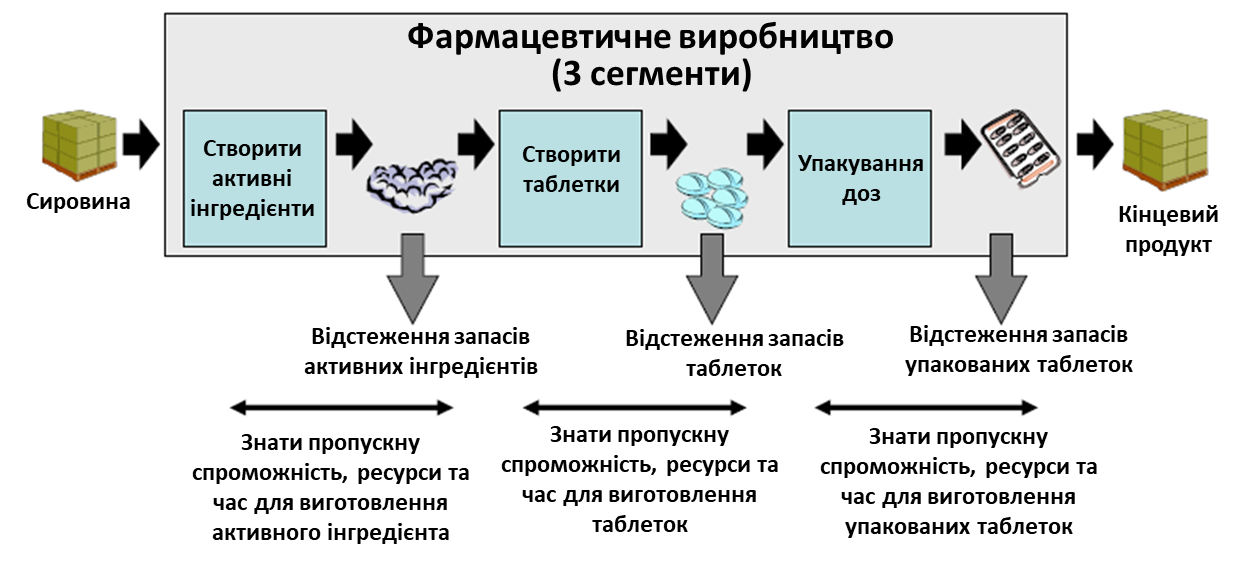 Фармацевтичне виробництво
(3 сегменти)
Сировина
Створити
активні
інгредієнти
Створити
таблетки
Упакування
доз
Кінцевий
продукт
Відстеження запасів
активних інгредієнтів
Відстеження запасів
таблеток
Відстеження запасів
упакованих таблеток
Знати пропускну
спроможність, ресурси та
час для виготовлення
активного інгредієнта
Знати пропускну
спроможність, ресурси та
час для виготовлення
таблеток
Знати пропускну
спроможність, ресурси та
час для виготовлення
упакованих таблеток